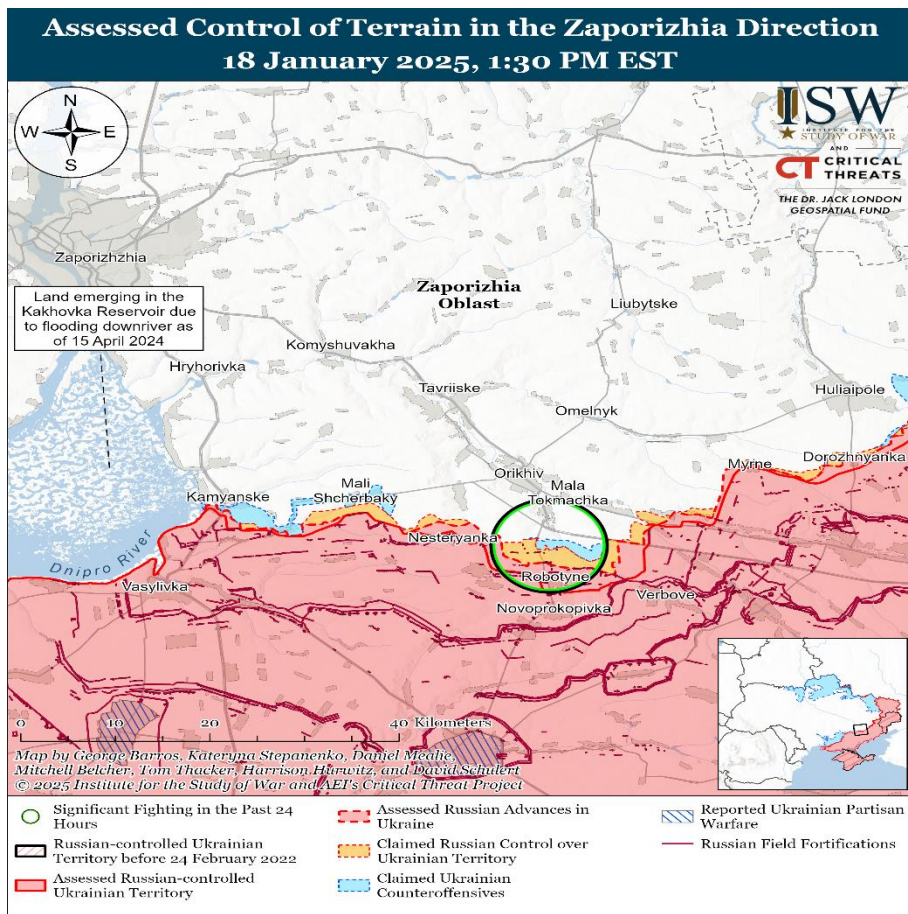 Assessed Control of Terrain in the Zaporizhia Direction
18 January 2025, 1:30 PM EST
N
W E
S
ISW
INSTITUTE FOR THE
STUDY OF WAR
AND
CT CRITICAL
THREATS
THE DR. JACK LONDON
GEOSPATIAL FUND
Zaporizhzhia
Land emerging in the
Kakhovka Reservoir due
to flooding downriver as
of 15 April 2024
Zaporizhia
Oblast
Liubytske
Komyshuvakha
Hryhorivka
Tavriiske
Huliaipole
Omelnyk
Orikhiv
Myrne
Dorozhnyanka
Mali
Shcherbaky
Mala
Tokmachka
Kamyanske
Nesteryanka
Dnipro River
Robotyne
Vasylivka
Verbove
Novoprokopivka
0 10 20 40 Kilometers
Map by George Barros, Kateryna Stepanenko, Daniel Mealie,
Mitchell Belcher, Tom Thacker, Harrison Hurwitz, and David Schulert
© 2025 Institute for the Study of War and AEI's Critical Threat Project
Significant Fighting in the Past 24
Hours
Russian-controlled Ukrainian
Territory before 24 February 2022
Assessed Russian-controlled
Ukrainian Territory
Assessed Russian Advances in
Ukraine
Claimed Russian Control over
Ukrainian Territory
Claimed Ukrainian
Counteroffensives
Reported Ukrainian Partisan
Warfare
Russian Field Fortifications